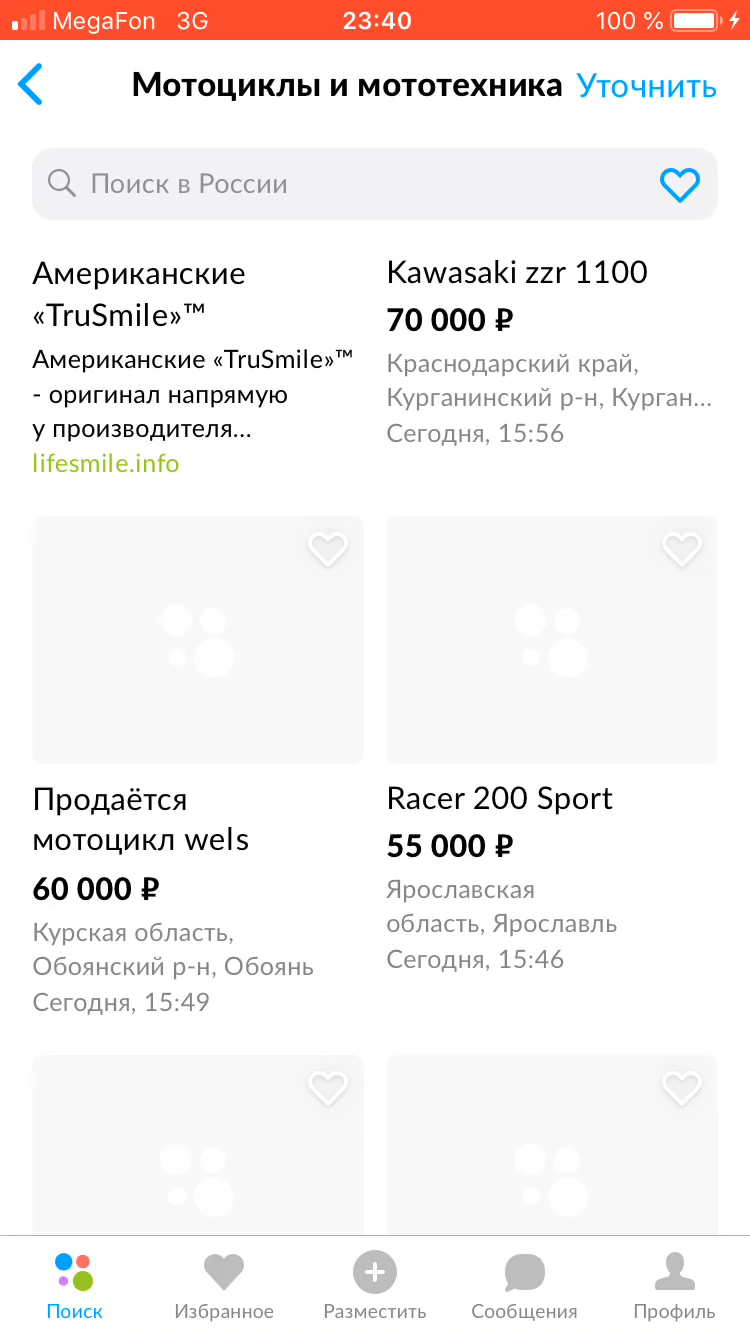 MegaFon 3G 23:40 100 %
Мотоциклы и мототехника Уточнить
Поиск в России
Американские
«TruSmile»™
Американские «TruSmile»™
- оригинал напрямую
у производителя...
lifesmile.info
Kawasaki zzr 1100
70 000 ₽
Краснодарский край,
Курганинский р-н, Курган...
Сегодня, 15:56
Продаётся
мотоцикл wels
60 000 ₽
Курская область,
Обоянский р-н, Обоянь
Сегодня, 15:49
Racer 200 Sport
55 000 ₽
Ярославская
область, Ярославль
Сегодня, 15:46
Поиск Избранное Разместить Сообщения Профиль